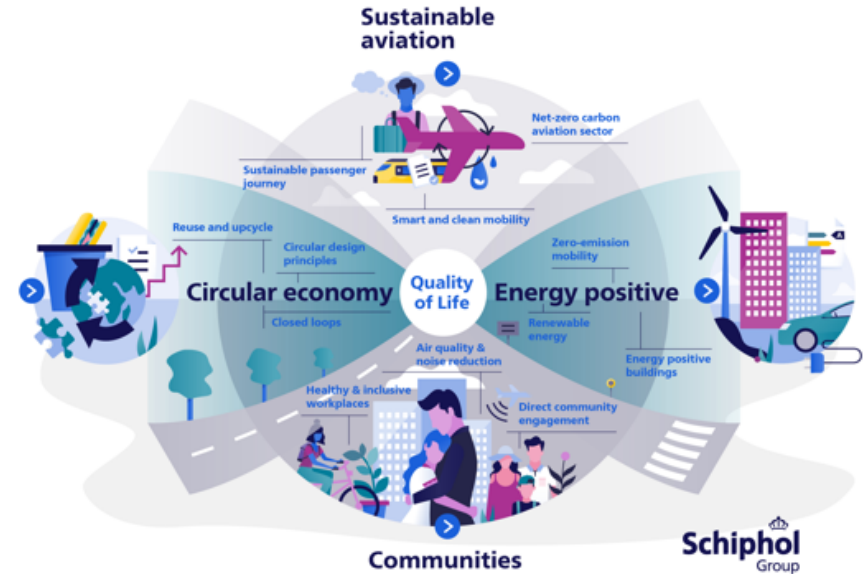 Sustainable
aviation
Net-zero carbon
aviation sector
Sustainable passenger
journey
Smart and clean mobility
Reuse and upcycle
Circular design
principles
Zero-emission
mobility
Circular economy
Quality
of Life
Energy positive
Closed loops
Renewable
energy
Air quality &
noise reduction
Energy positive
buildings
Healthy & inclusive
workplaces
Direct community
engagement
Communities
Schiphol
Group